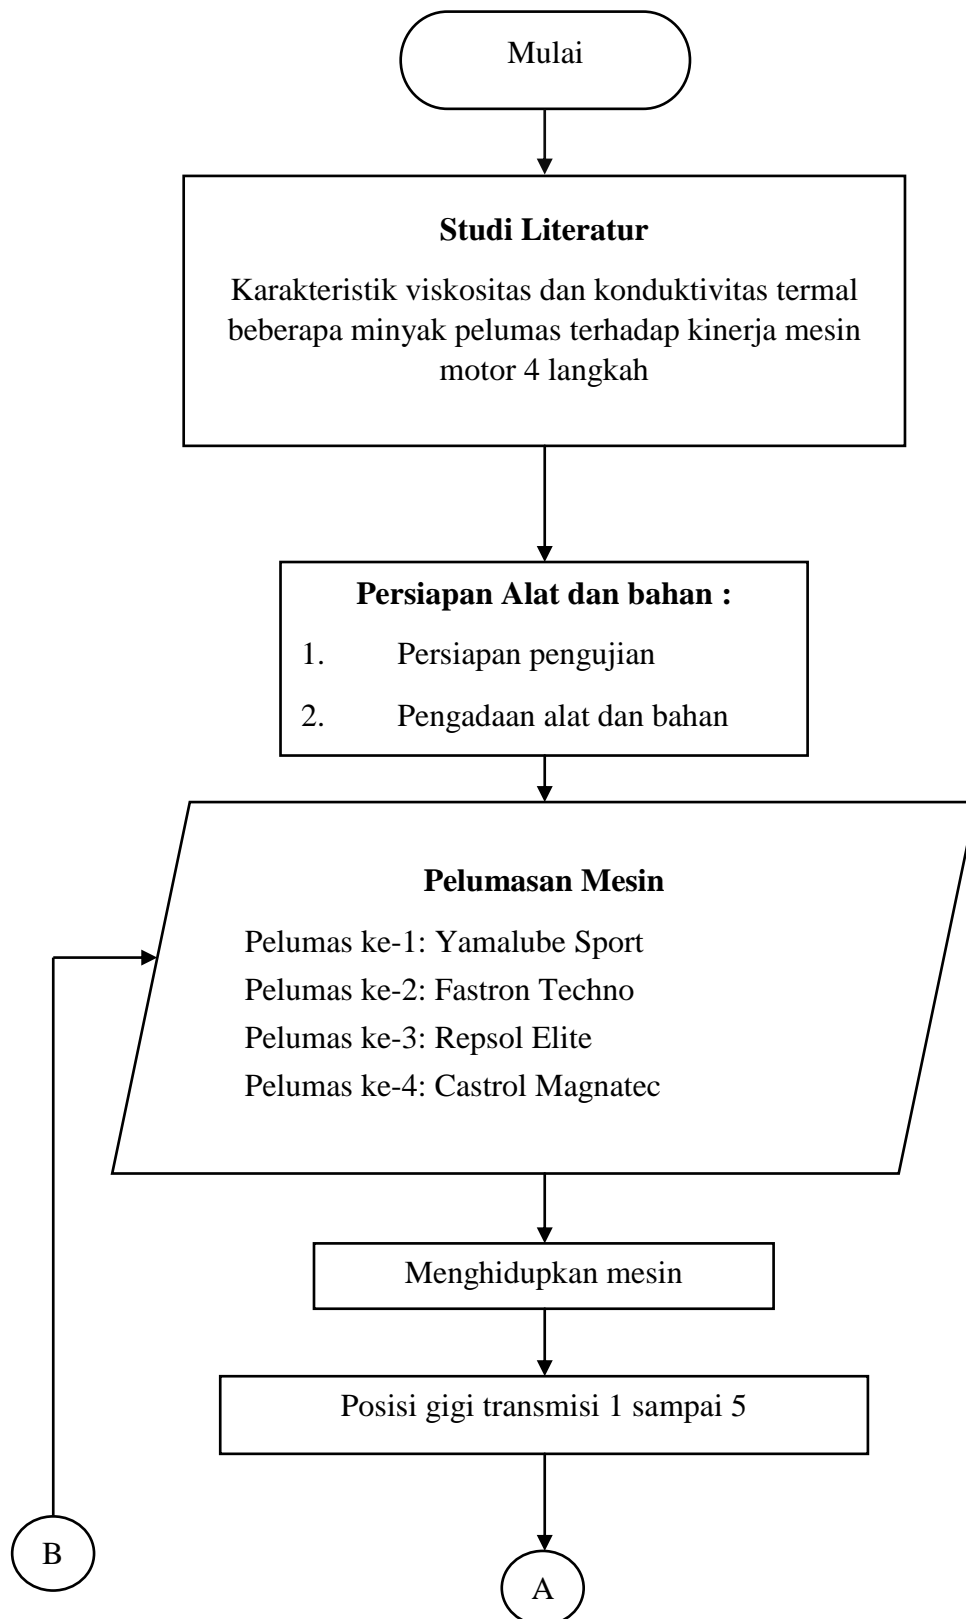 Mulai
Studi Literatur
Karakteristik viskositas dan konduktivitas termal
beberapa minyak pelumas terhadap kinerja mesin
motor 4 langkah
Persiapan Alat dan bahan :
1. Persiapan pengujian
2. Pengadaan alat dan bahan
Pelumasan Mesin
Pelumas ke-1: Yamalube Sport
Pelumas ke-2: Fastron Techno
Pelumas ke-3: Repsol Elite
Pelumas ke-4: Castrol Magnatec
Menghidupkan mesin
Posisi gigi transmisi 1 sampai 5
B
A